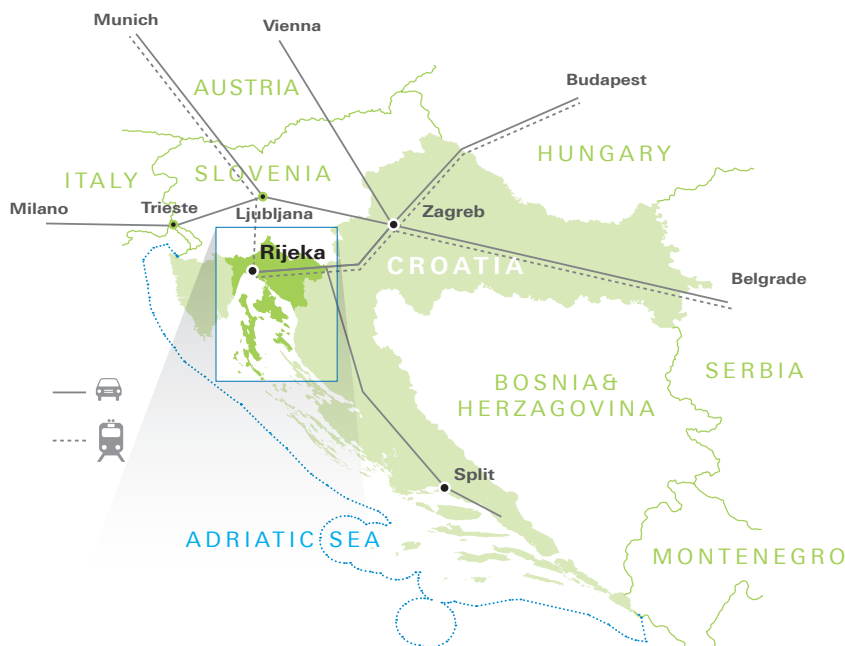 Munich
Vienna
Budapest
AUSTRIA
HUNGARY
ITALY
SLOVENIA
Milano
Trieste
Ljubljana
Zagreb
Rijeka
CROATIA
Belgrade
BOSNIA&
HERZAGOVINA
SERBIA
Split
ADRIATIC SEA
MONTENEGRO